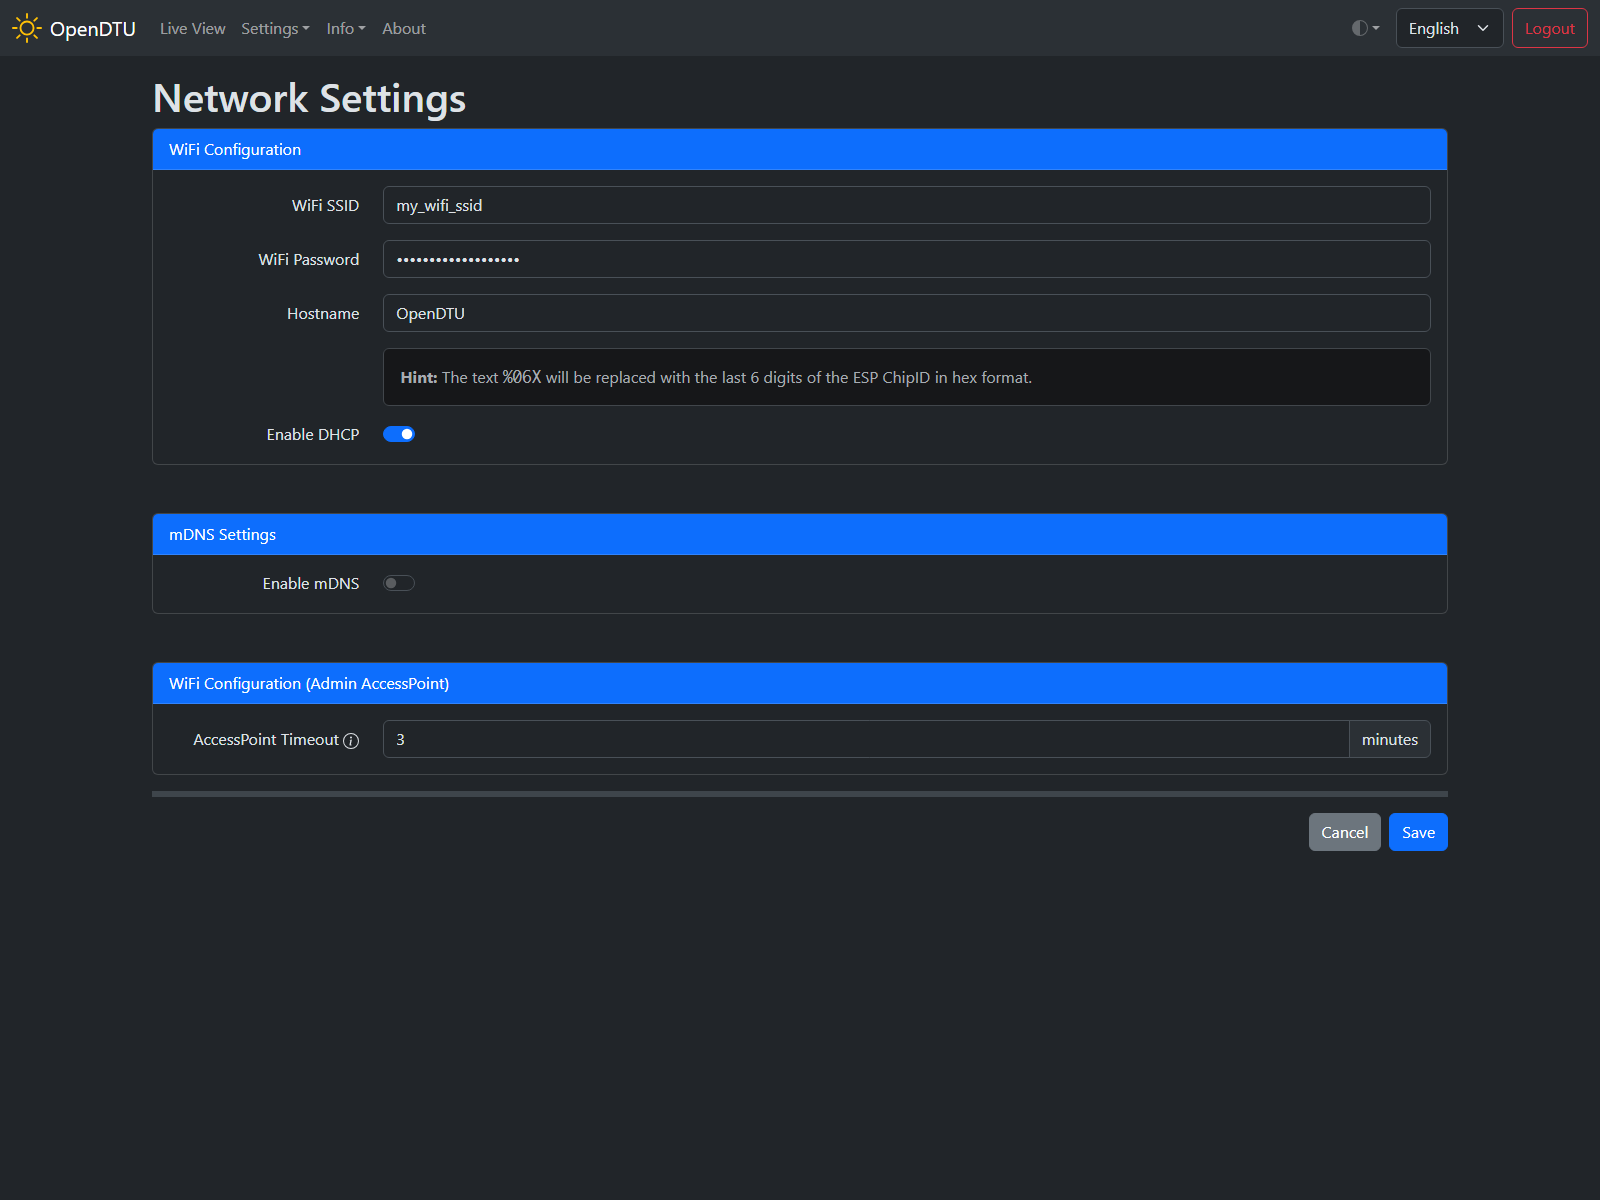 OpenDTU Live View Settings Info About English Logout
Network Settings
WiFi Configuration
WiFi SSID my_wifi_ssid
WiFi Password •••••••••••••••••••
Hostname OpenDTU
Hint: The text %06X will be replaced with the last 6 digits of the ESP ChipID in hex format.
Enable DHCP
mDNS Settings
Enable mDNS
WiFi Configuration (Admin AccessPoint)
AccessPoint Timeout 3 minutes
Cancel Save